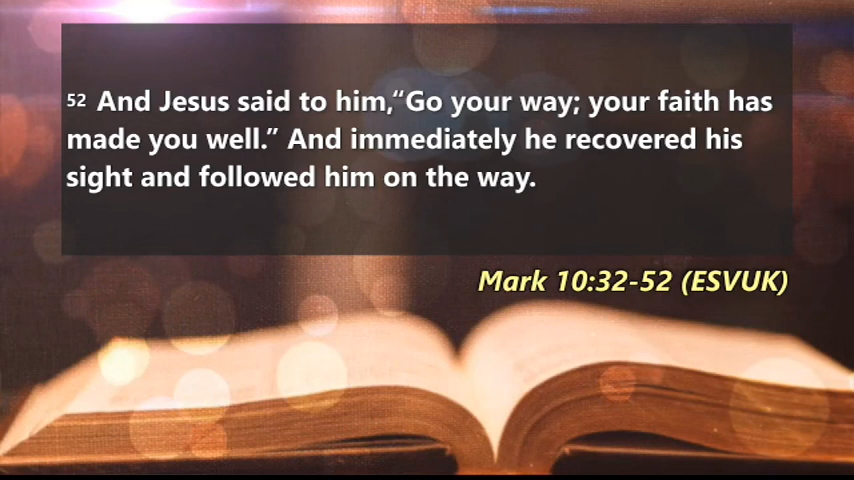 52 And Jesus said to him,“Go your way; your faith has
made you well.” And immediately he recovered his
sight and followed him on the way.
Mark 10:32-52 (ESVUK)